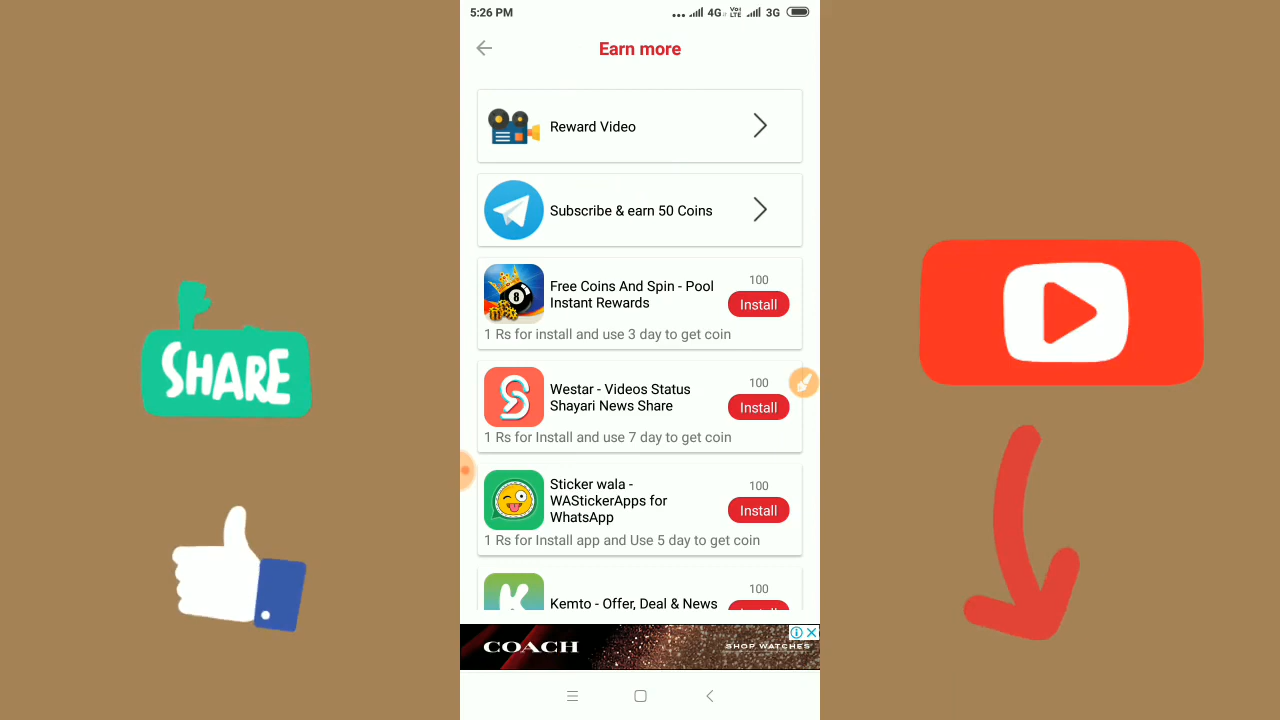 5:26 PM
4G
Vo)
LTE
3G
Earn more
Reward Video
Subscribe & earn 50 Coins
Free Coins And Spin - Pool
Instant Rewards
100
Install
1 Rs for install and use 3 day to get coin
Westar - Videos Status
Shayari News Share
100
Install
1 Rs for Install and use 7 day to get coin
Sticker wala -
WAStickerApps for
WhatsApp
100
Install
1 Rs for Install app and Use 5 day to get coin
Kemto - Offer, Deal & News
100
Install
COACH
SHOP WATCHES
SHARE
8